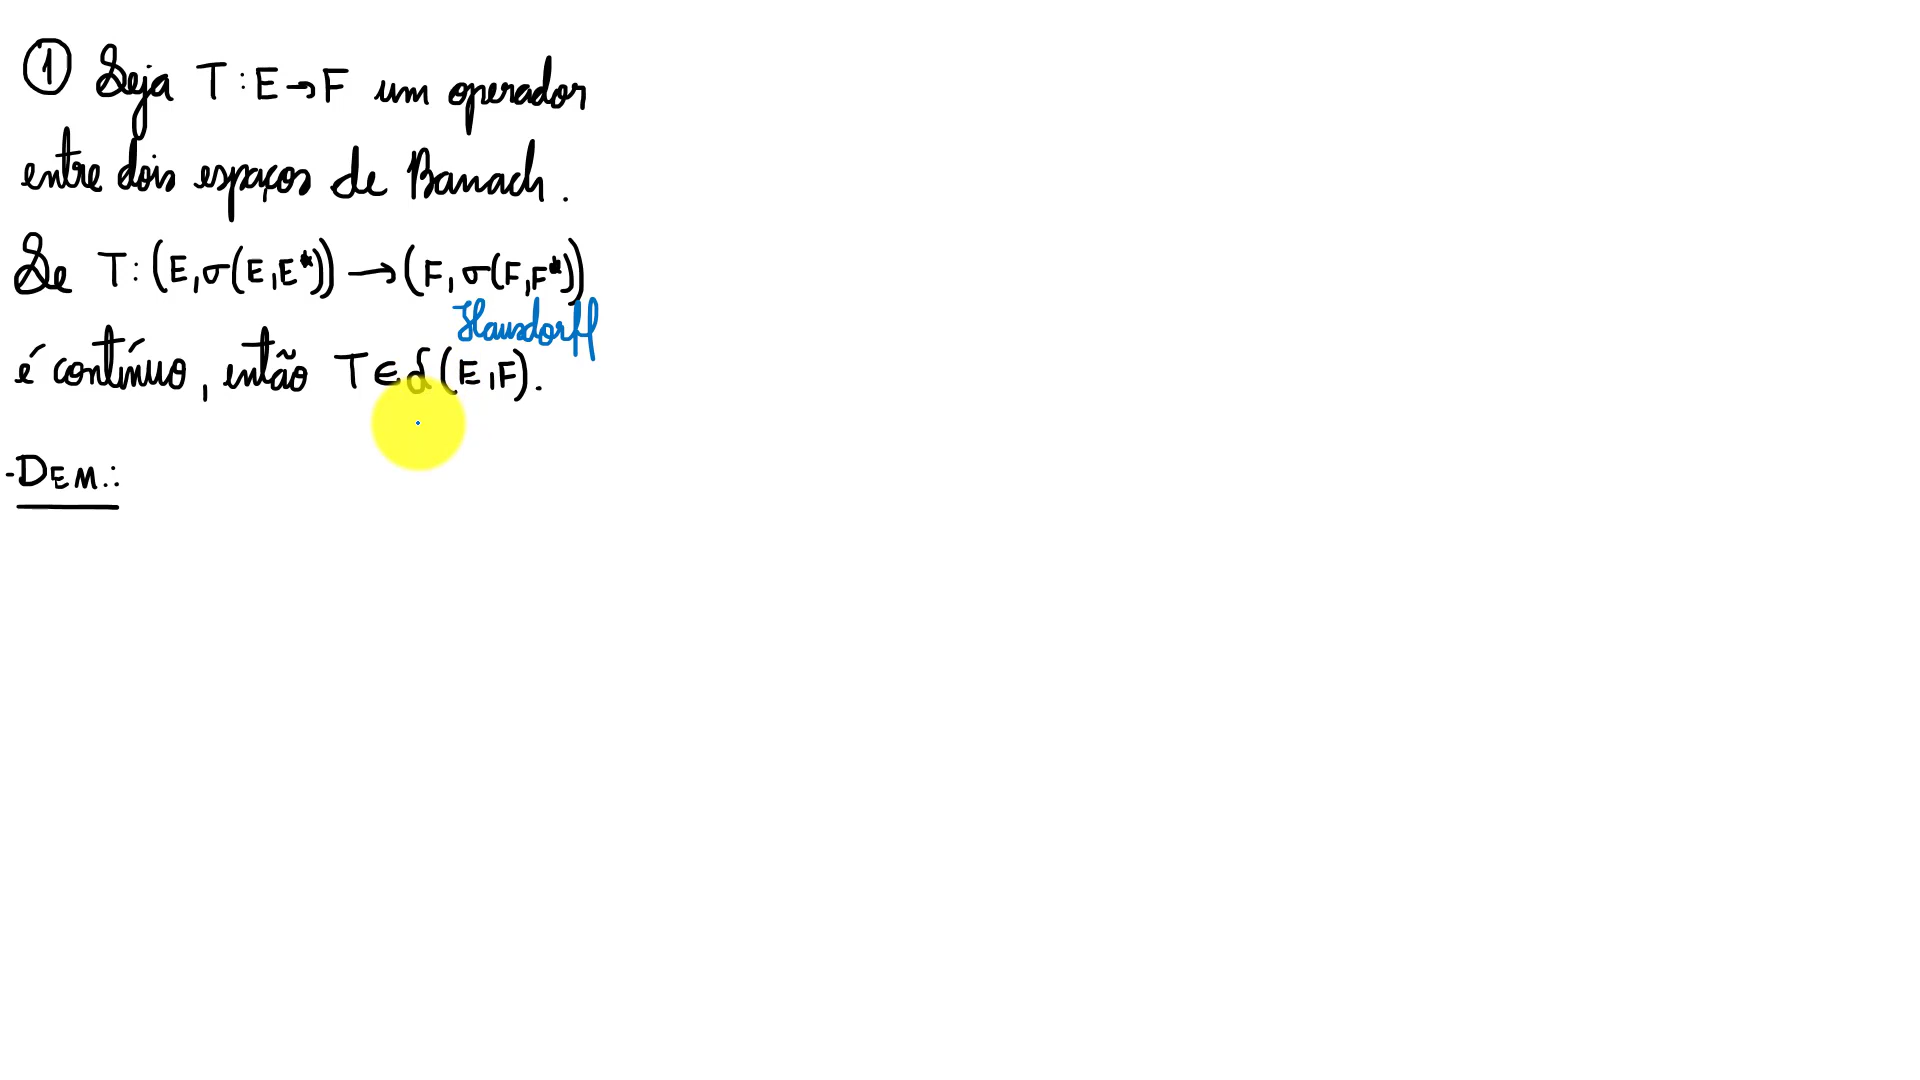 ① Seja T : E → F um operador
entre dois espaços de Banach.
Se T : (E, σ(E, E*)) → (F, σ(F, F*))
Hausdorff
é contínuo, então T ∈ ℒ(E, F).
- DEM.: